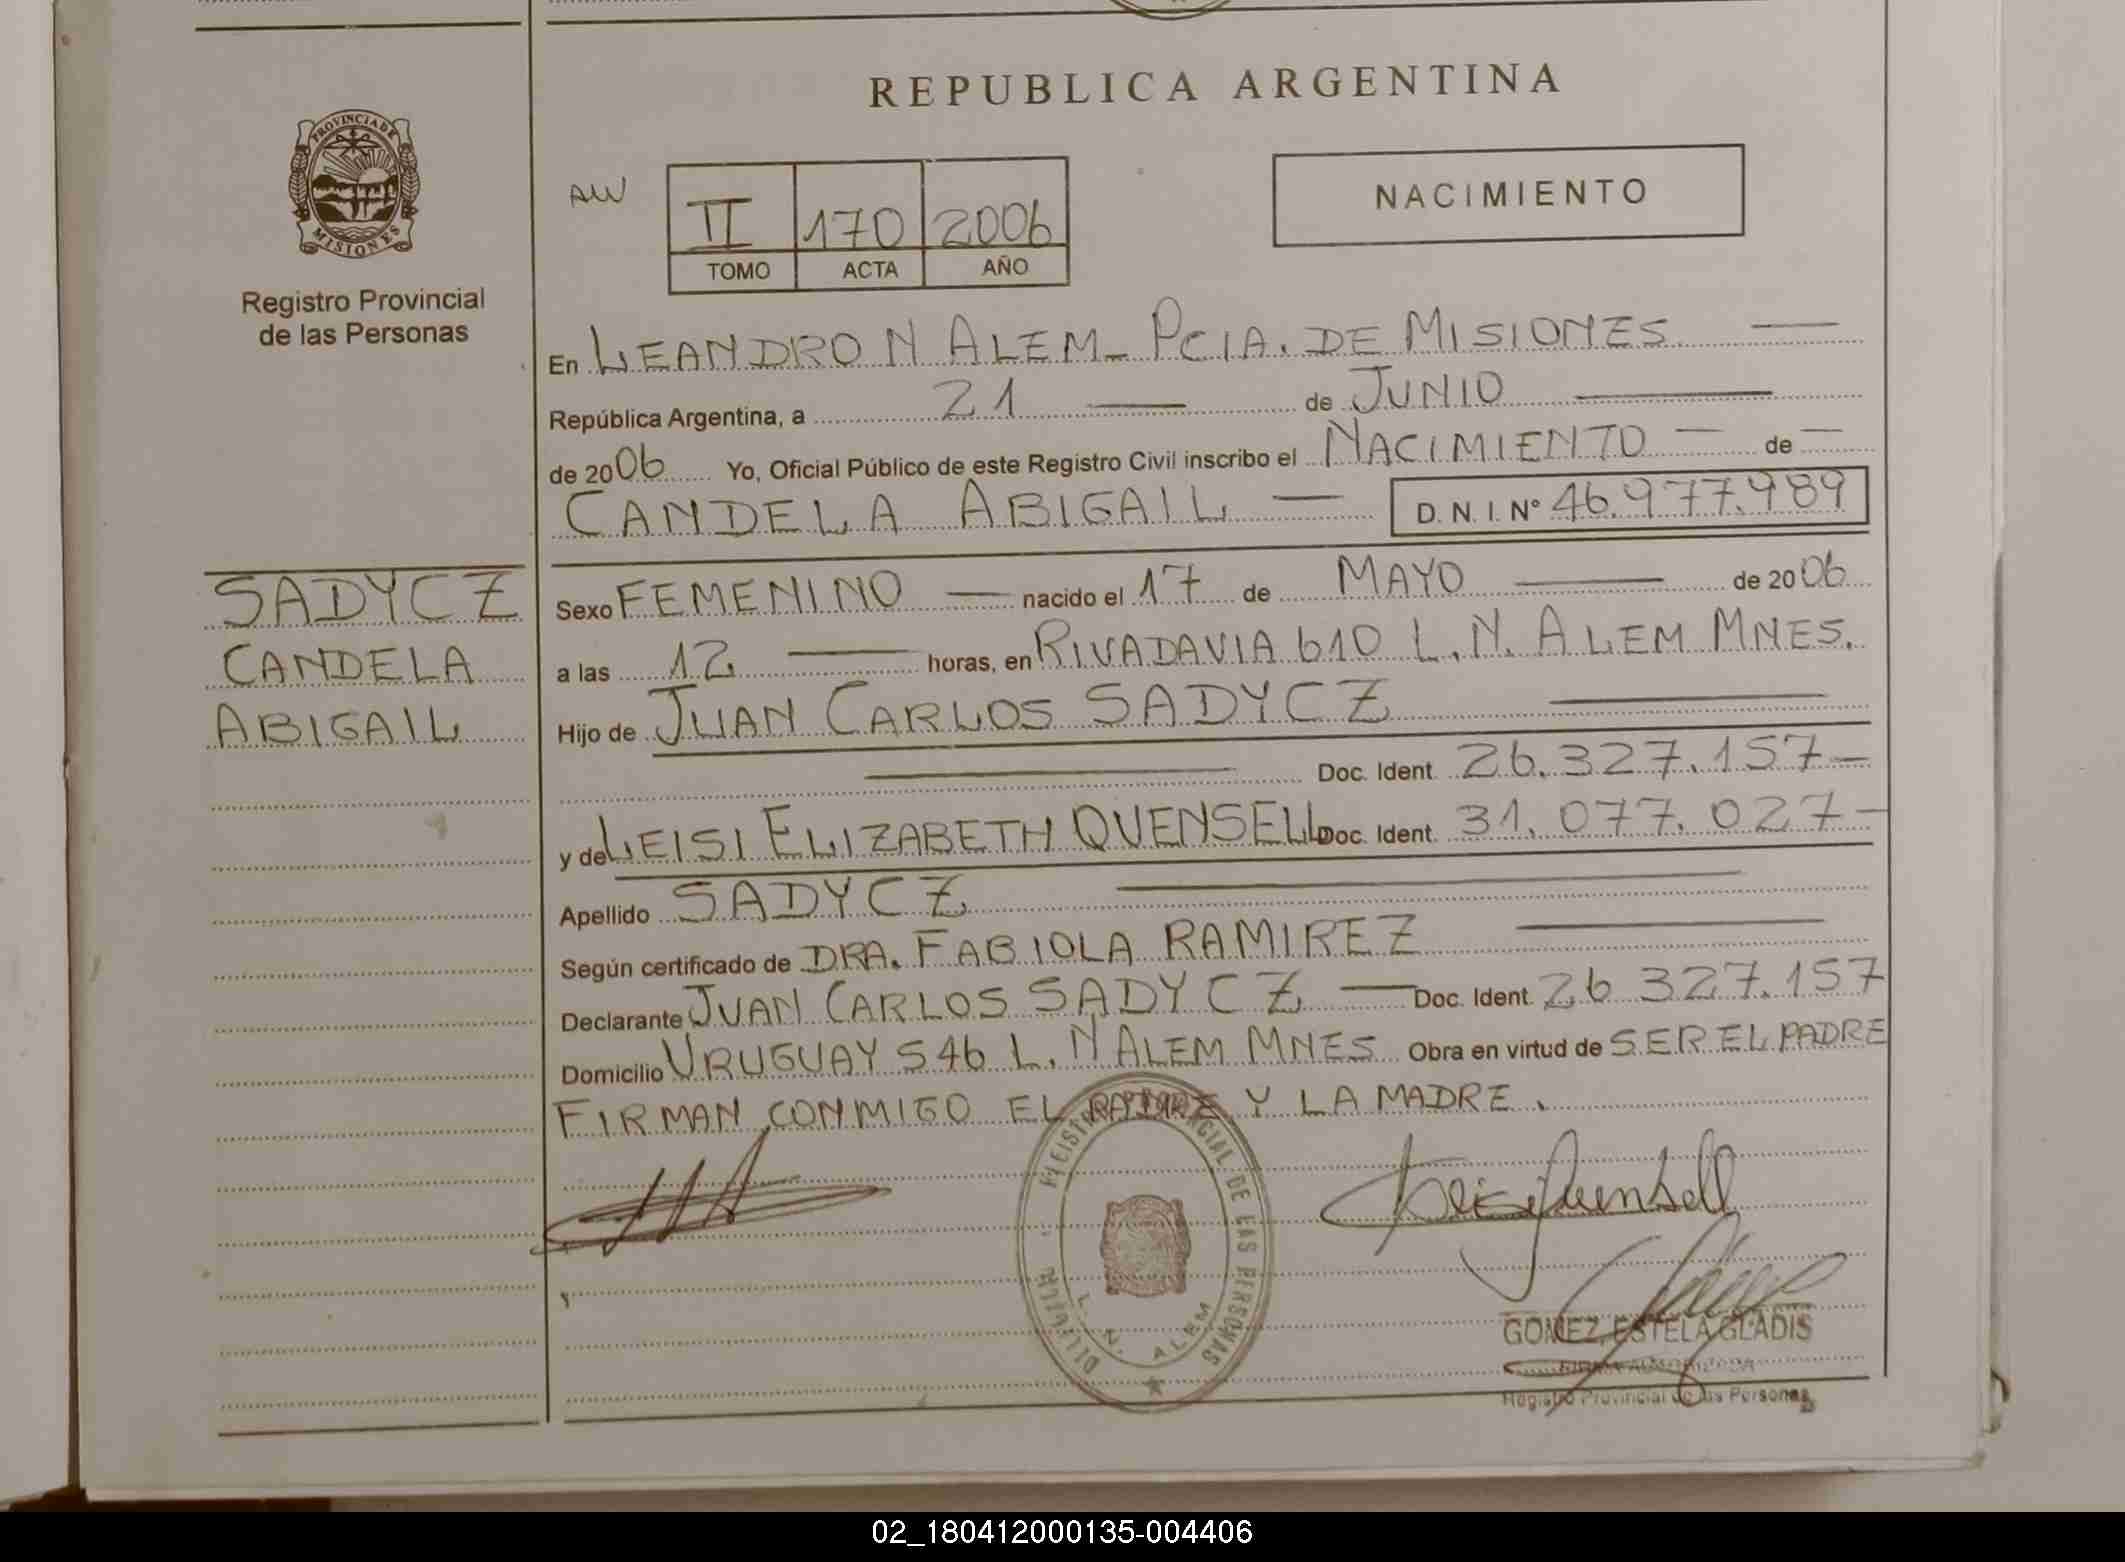 REPUBLICA ARGENTINA
PROVINCIA DE
MISIONES
Registro Provincial
de las Personas
AW
II 170 2006
TOMO ACTA AÑO
NACIMIENTO
En LEANDRO N ALEM_ PCIA. DE MISIONES
República Argentina, a 21 de JUNIO
de 2006 Yo, Oficial Público de este Registro Civil inscribo el NACIMIENTO de
CANDELA ABIGAIL D. N. I. N° 46.977.989
SADYCZ
CANDELA
ABIGAIL
Sexo FEMENINO nacido el 17 de MAYO de 2006
a las 12 horas, en RIVADAVIA 610 L. N. ALEM MNES.
Hijo de JUAN CARLOS SADYCZ
Doc. Ident. 26.327.157-
y de LEISI ELIZABETH QUENSELL Doc. Ident. 31.077.027-
Apellido SADYCZ
Según certificado de DRA. FABIOLA RAMIREZ
Declarante JUAN CARLOS SADYCZ Doc. Ident. 26 327.157
Domicilio URUGUAY 546 L. N ALEM MNES Obra en virtud de SER EL PADRE
FIRMAN CONMIGO EL PADRE Y LA MADRE.
PROVINCIAL DE LAS PERSONAS
L. N. ALEM
Quensell
GOMEZ, ESTELA GLADIS
Registro Provincial de las Personas
02_180412000135-004406